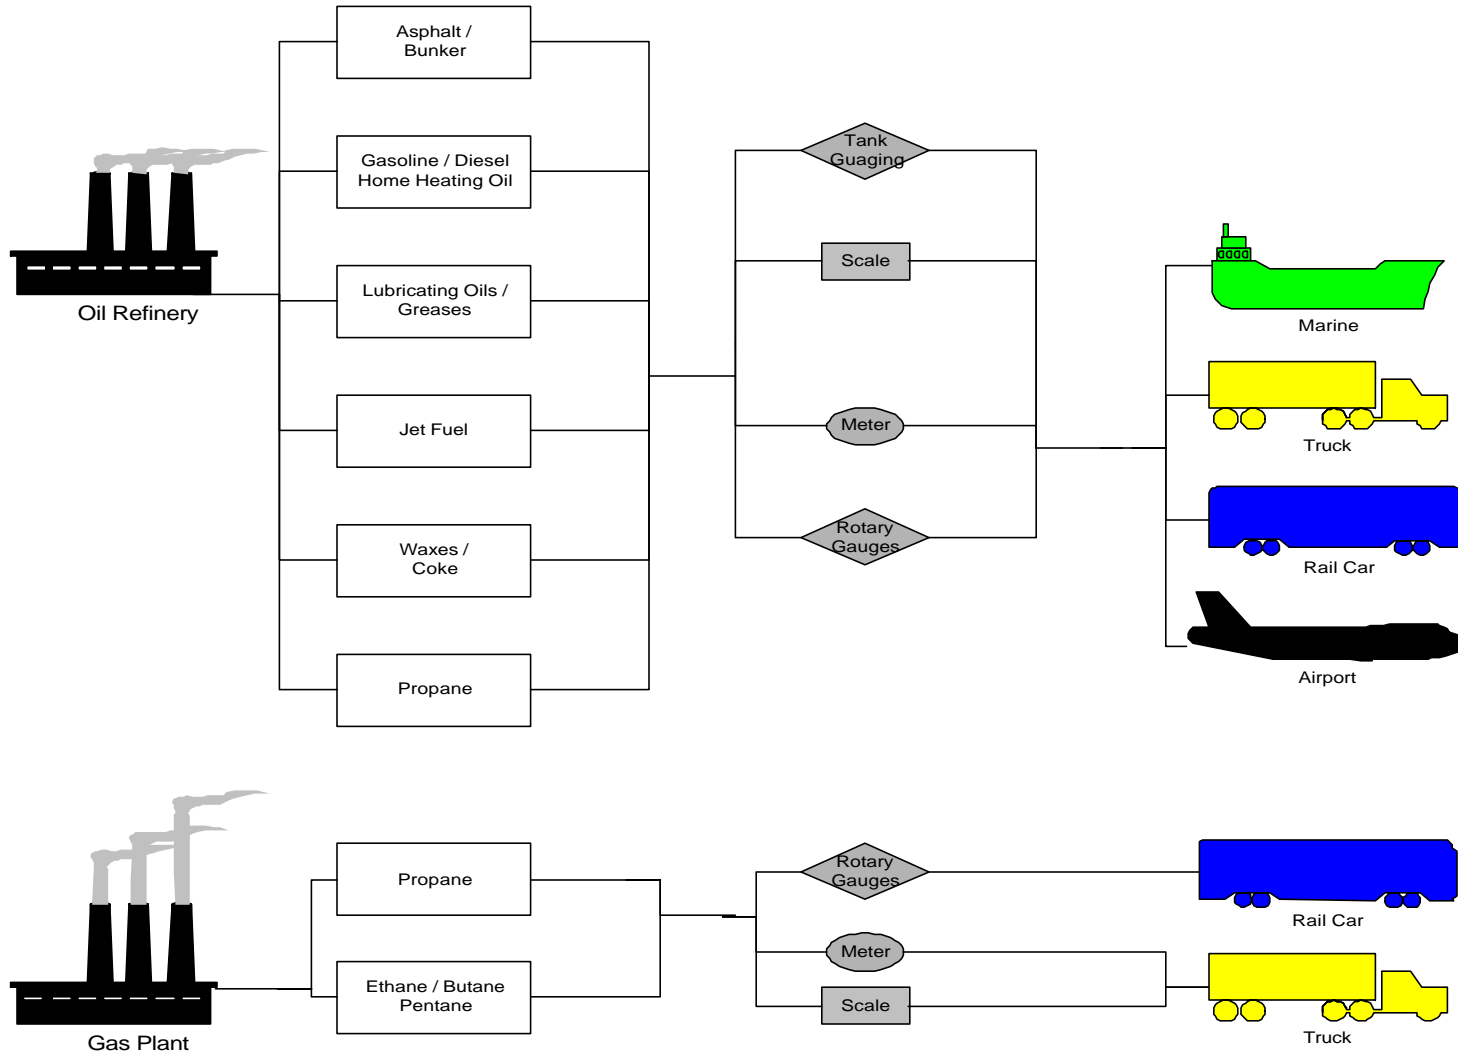 Asphalt /
Bunker
Gasoline / Diesel
Home Heating Oil
Lubricating Oils /
Greases
Jet Fuel
Waxes /
Coke
Propane
Oil Refinery
Tank
Guaging
Scale
Meter
Rotary
Gauges
Marine
Truck
Rail Car
Airport
Propane
Ethane / Butane
Pentane
Gas Plant
Rotary
Gauges
Meter
Scale
Rail Car
Truck